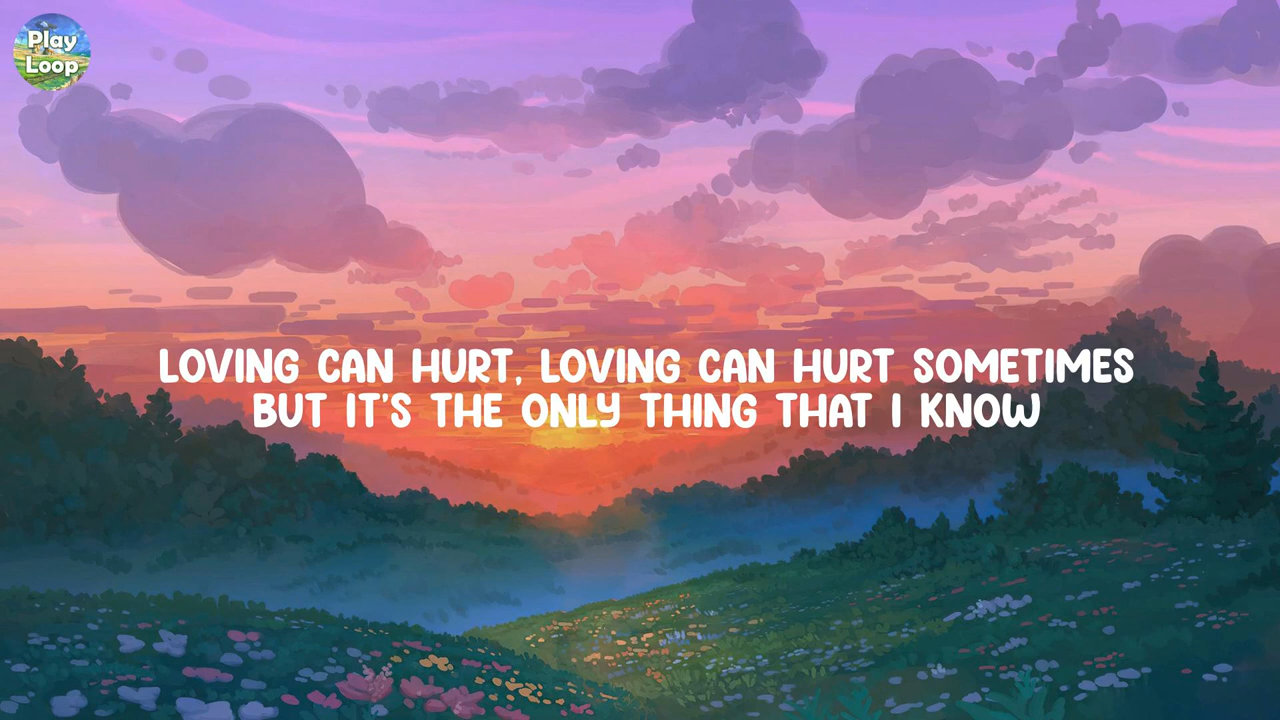 Play
Loop
LOVING CAN HURT, LOVING CAN HURT SOMETIMES
BUT IT'S THE ONLY THING THAT I KNOW